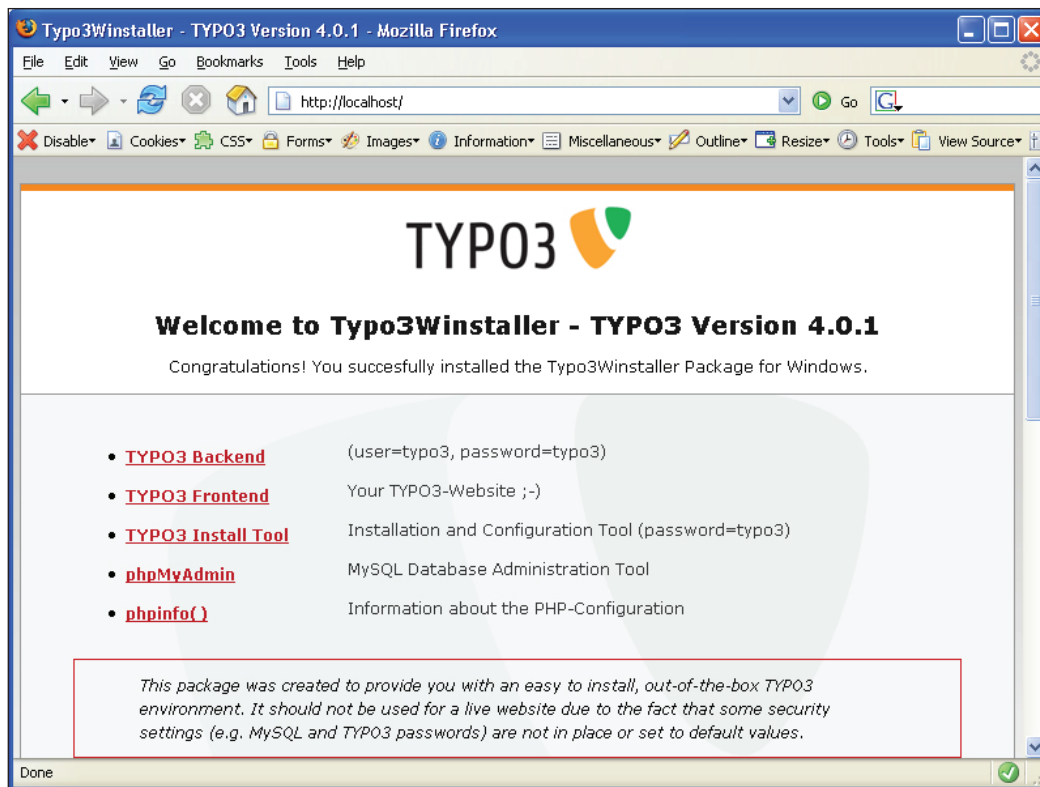 Typo3Winstaller - TYPO3 Version 4.0.1 - Mozilla Firefox
File Edit View Go Bookmarks Tools Help
http://localhost/ Go G
Disable Cookies CSS Forms Images Information Miscellaneous Outline Resize Tools View Source
TYPO3
Welcome to Typo3Winstaller - TYPO3 Version 4.0.1
Congratulations! You succesfully installed the Typo3Winstaller Package for Windows.
• TYPO3 Backend (user=typo3, password=typo3)
• TYPO3 Frontend Your TYPO3-Website ;-)
• TYPO3 Install Tool Installation and Configuration Tool (password=typo3)
• phpMyAdmin MySQL Database Administration Tool
• phpinfo() Information about the PHP-Configuration
This package was created to provide you with an easy to install, out-of-the-box TYPO3
environment. It should not be used for a live website due to the fact that some security
settings (e.g. MySQL and TYPO3 passwords) are not in place or set to default values.
Done